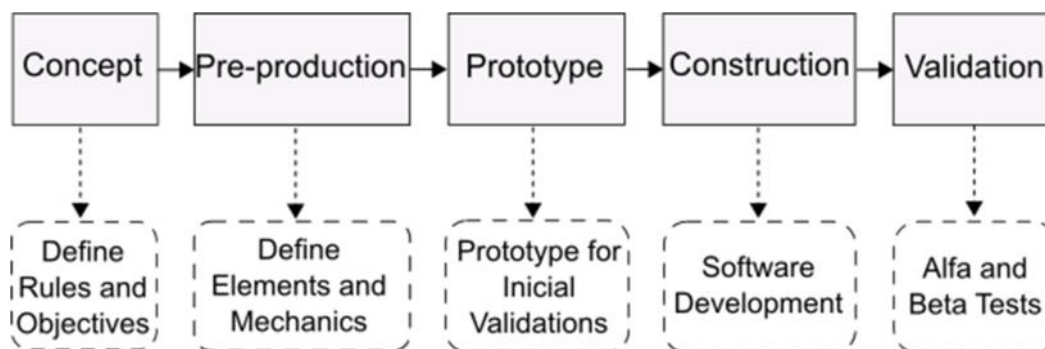 Concept
Pre-production
Prototype
Construction
Validation
Define
Rules and
Objectives
Define
Elements and
Mechanics
Prototype for
Inicial
Validations
Software
Development
Alfa and
Beta Tests